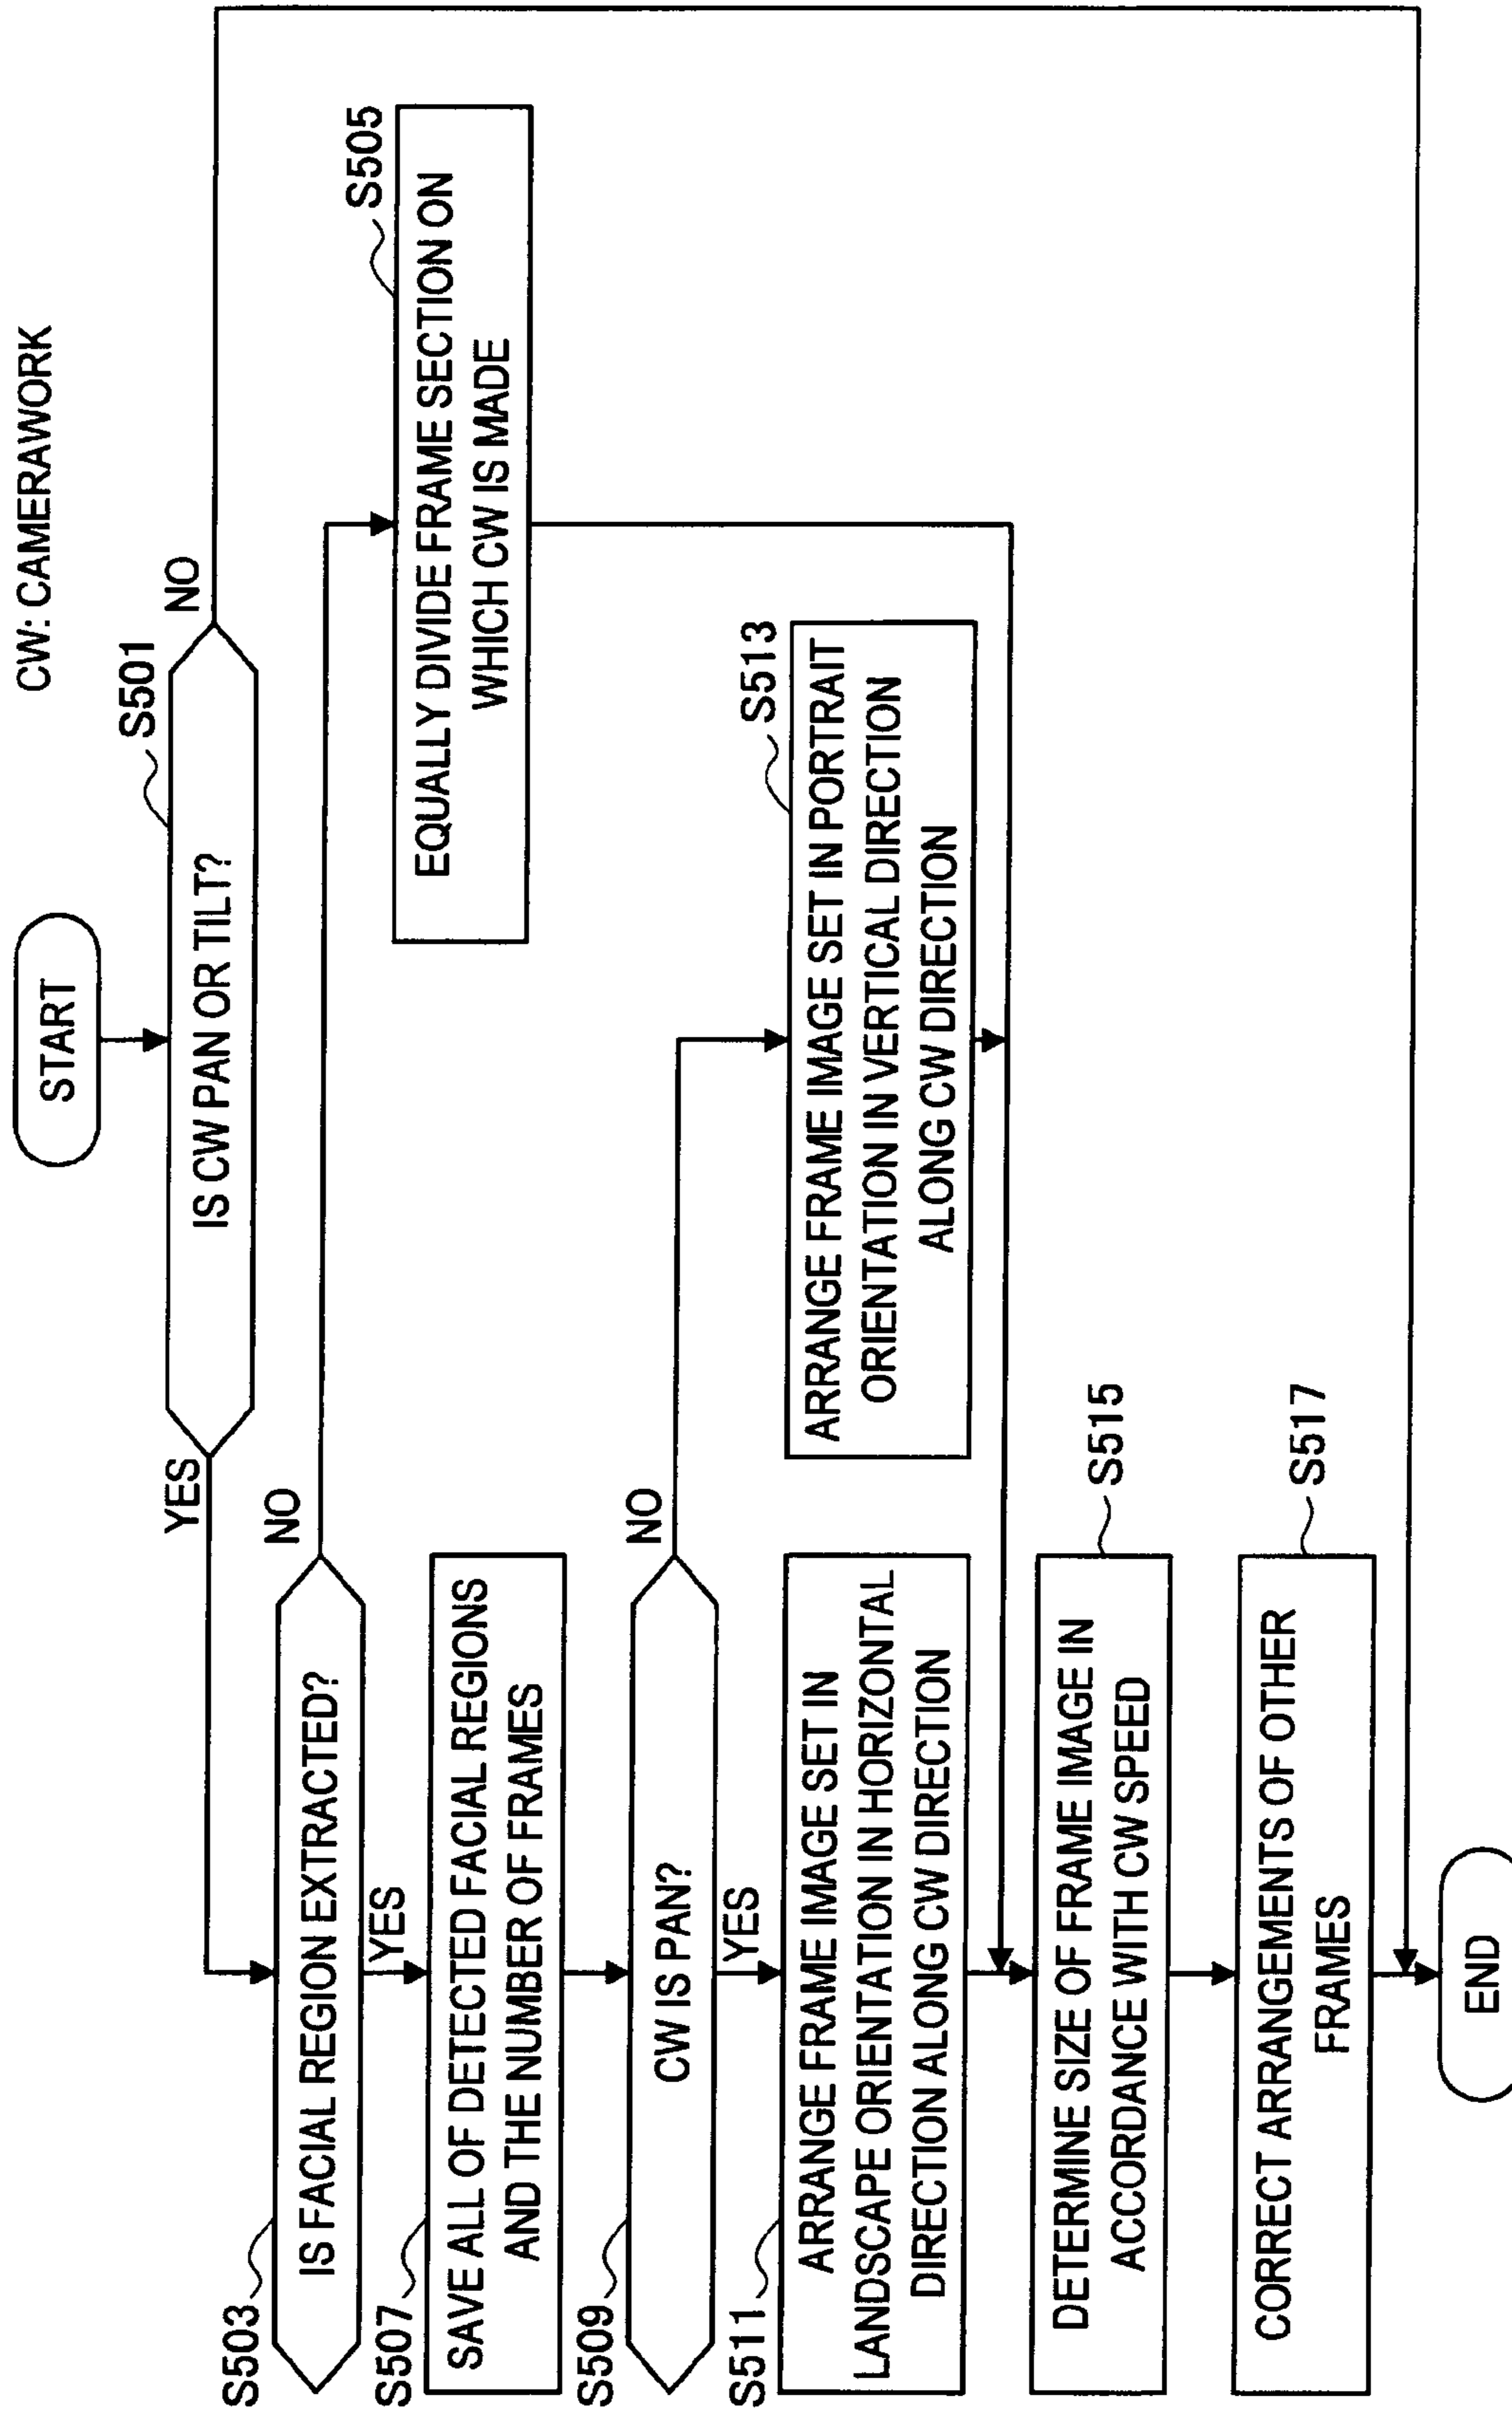 CW: CAMERAWORK
START
S501
IS CW PAN OR TILT?
YES
NO
S503
IS FACIAL REGION EXTRACTED?
NO
YES
S505
EQUALLY DIVIDE FRAME SECTION ON
WHICH CW IS MADE
S507
SAVE ALL OF DETECTED FACIAL REGIONS
AND THE NUMBER OF FRAMES
S509
CW IS PAN?
NO
YES
S511
ARRANGE FRAME IMAGE SET IN
LANDSCAPE ORIENTATION IN HORIZONTAL
DIRECTION ALONG CW DIRECTION
S513
ARRANGE FRAME IMAGE SET IN PORTRAIT
ORIENTATION IN VERTICAL DIRECTION
ALONG CW DIRECTION
S515
DETERMINE SIZE OF FRAME IMAGE IN
ACCORDANCE WITH CW SPEED
S517
CORRECT ARRANGEMENTS OF OTHER
FRAMES
END